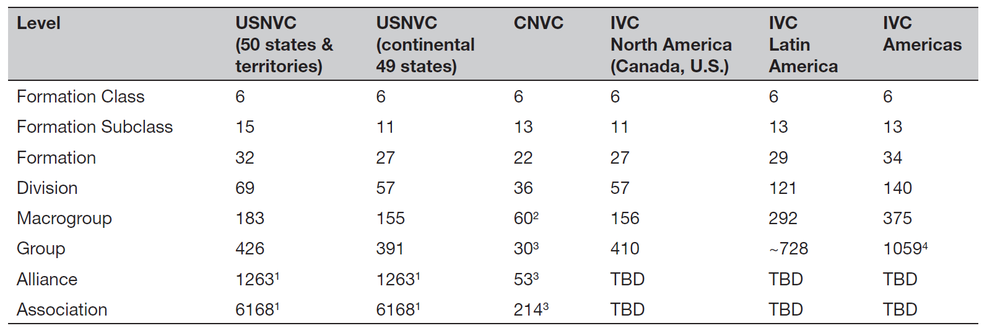 Level USNVC USNVC CNVC IVC IVC IVC
(50 states & (continental North America Latin Americas
territories) 49 states) (Canada, U.S.) America
Formation Class 6 6 6 6 6 6
Formation Subclass 15 11 13 11 13 13
Formation 32 27 22 27 29 34
Division 69 57 36 57 121 140
Macrogroup 183 155 60² 156 292 375
Group 426 391 30³ 410 ~728 1059⁴
Alliance 1263¹ 1263¹ 53³ TBD TBD TBD
Association 6168¹ 6168¹ 214³ TBD TBD TBD